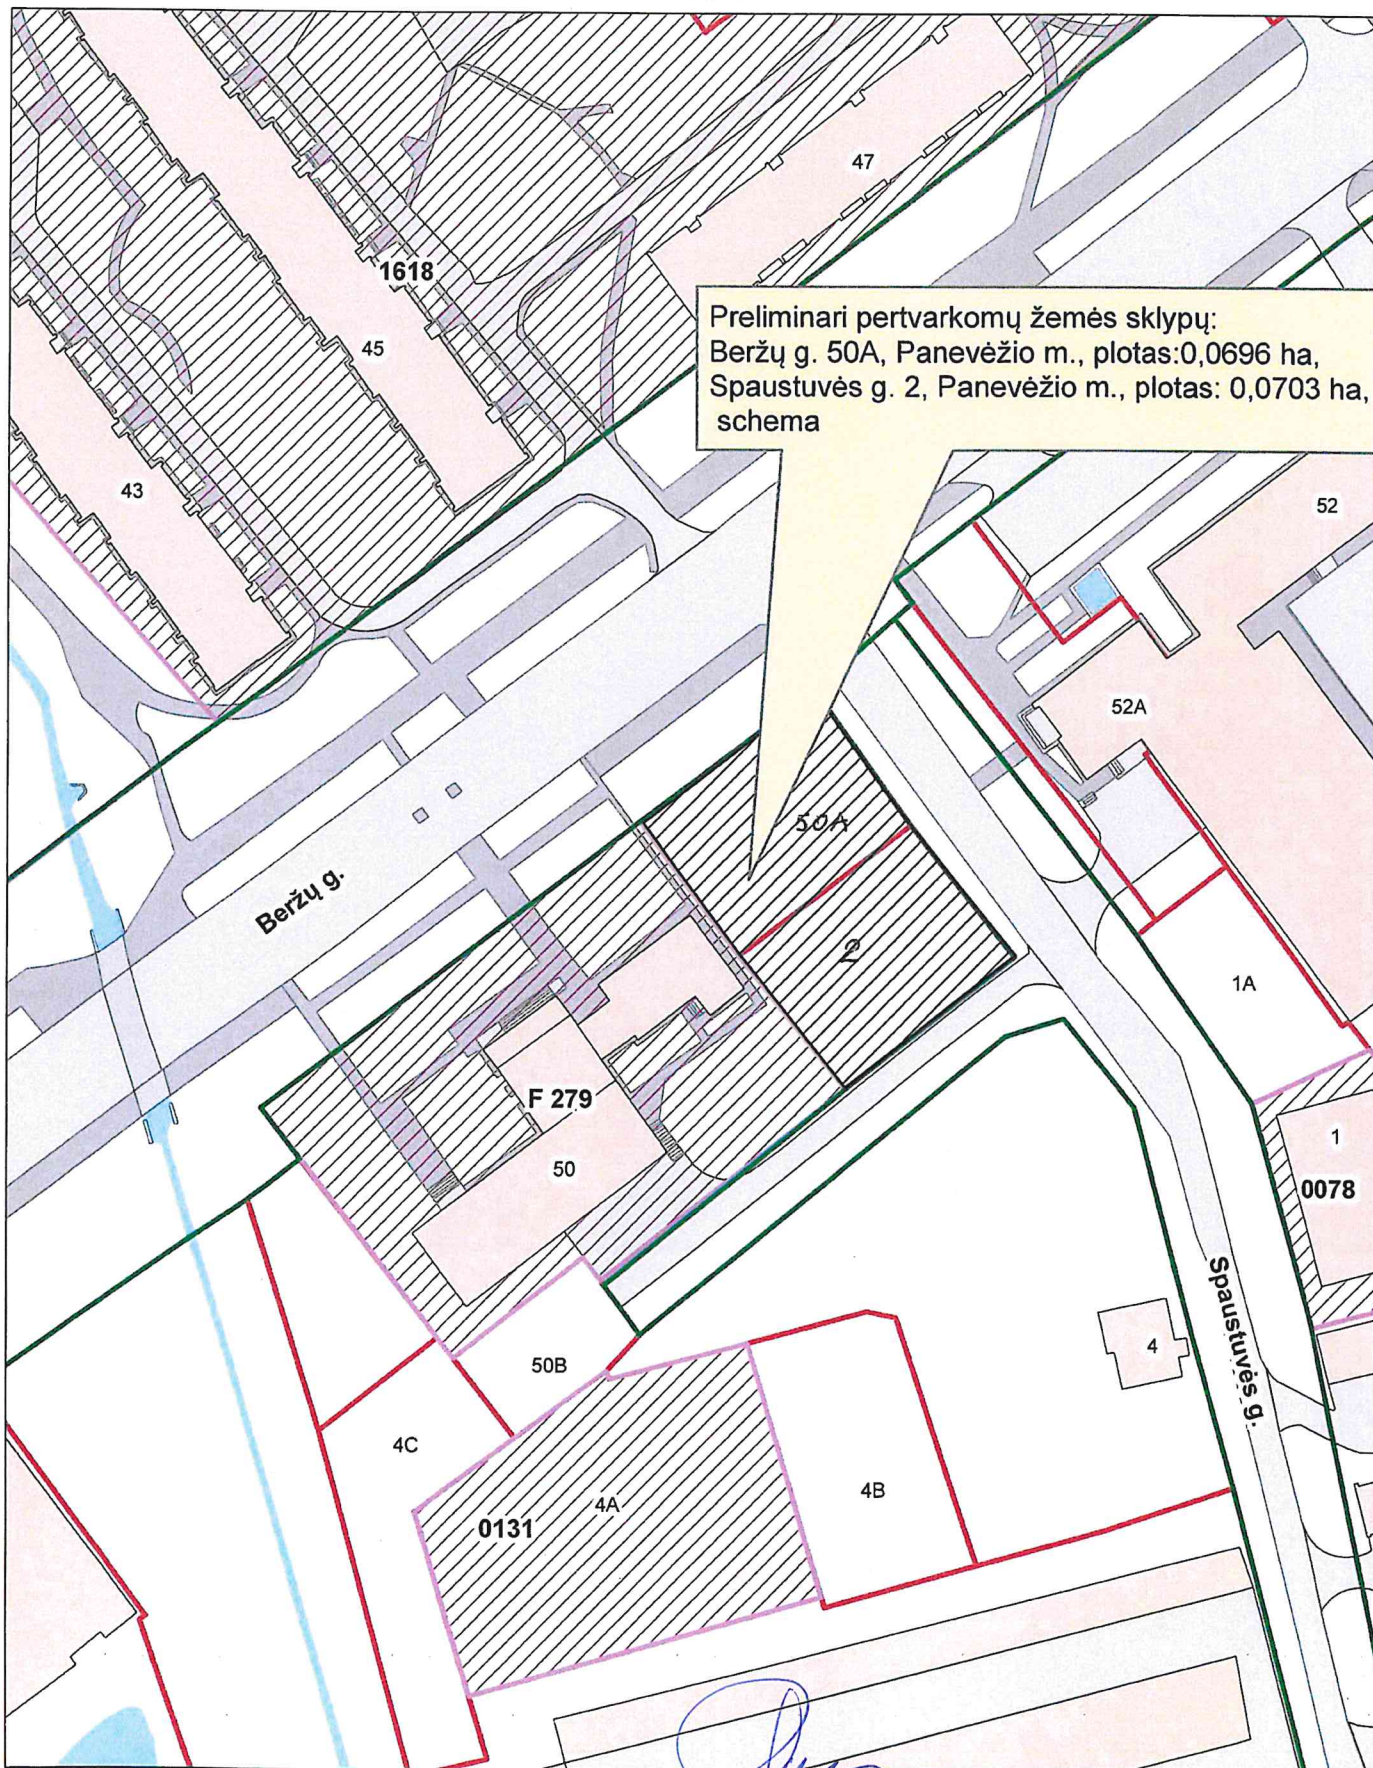 47
1618
45
Preliminari pertvarkomų žemės sklypų:
Beržų g. 50A, Panevėžio m., plotas:0,0696 ha,
Spaustuvės g. 2, Panevėžio m., plotas: 0,0703 ha,
schema
43
52
52A
50A
Beržų g.
2
1A
F 279
50
1
0078
Spaustuvės g.
4
50B
4C
4A
4B
0131